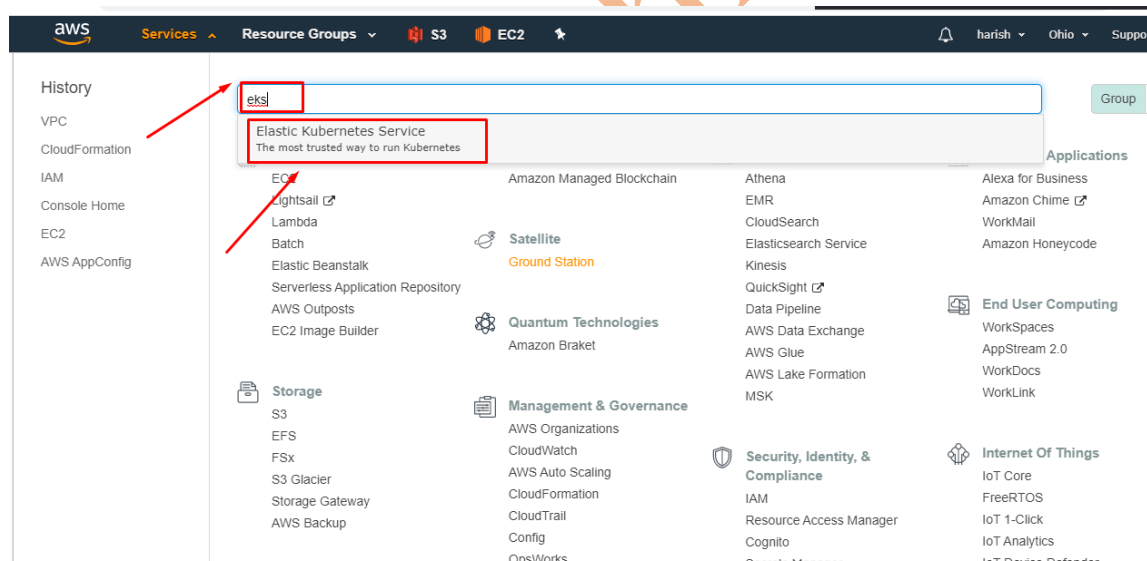 aws
Services
Resource Groups
S3
EC2
harish
Ohio
Suppo
History
VPC
CloudFormation
IAM
Console Home
EC2
AWS AppConfig
eks
Group
Elastic Kubernetes Service
The most trusted way to run Kubernetes
EC2
Lightsail
Lambda
Batch
Elastic Beanstalk
Serverless Application Repository
AWS Outposts
EC2 Image Builder
Storage
S3
EFS
FSx
S3 Glacier
Storage Gateway
AWS Backup
Amazon Managed Blockchain
Satellite
Ground Station
Quantum Technologies
Amazon Braket
Management & Governance
AWS Organizations
CloudWatch
AWS Auto Scaling
CloudFormation
CloudTrail
Config
OpsWorks
Athena
EMR
CloudSearch
Elasticsearch Service
Kinesis
QuickSight
Data Pipeline
AWS Data Exchange
AWS Glue
AWS Lake Formation
MSK
Security, Identity, &
Compliance
IAM
Resource Access Manager
Cognito
Applications
Alexa for Business
Amazon Chime
WorkMail
Amazon Honeycode
End User Computing
WorkSpaces
AppStream 2.0
WorkDocs
WorkLink
Internet Of Things
IoT Core
FreeRTOS
IoT 1-Click
IoT Analytics